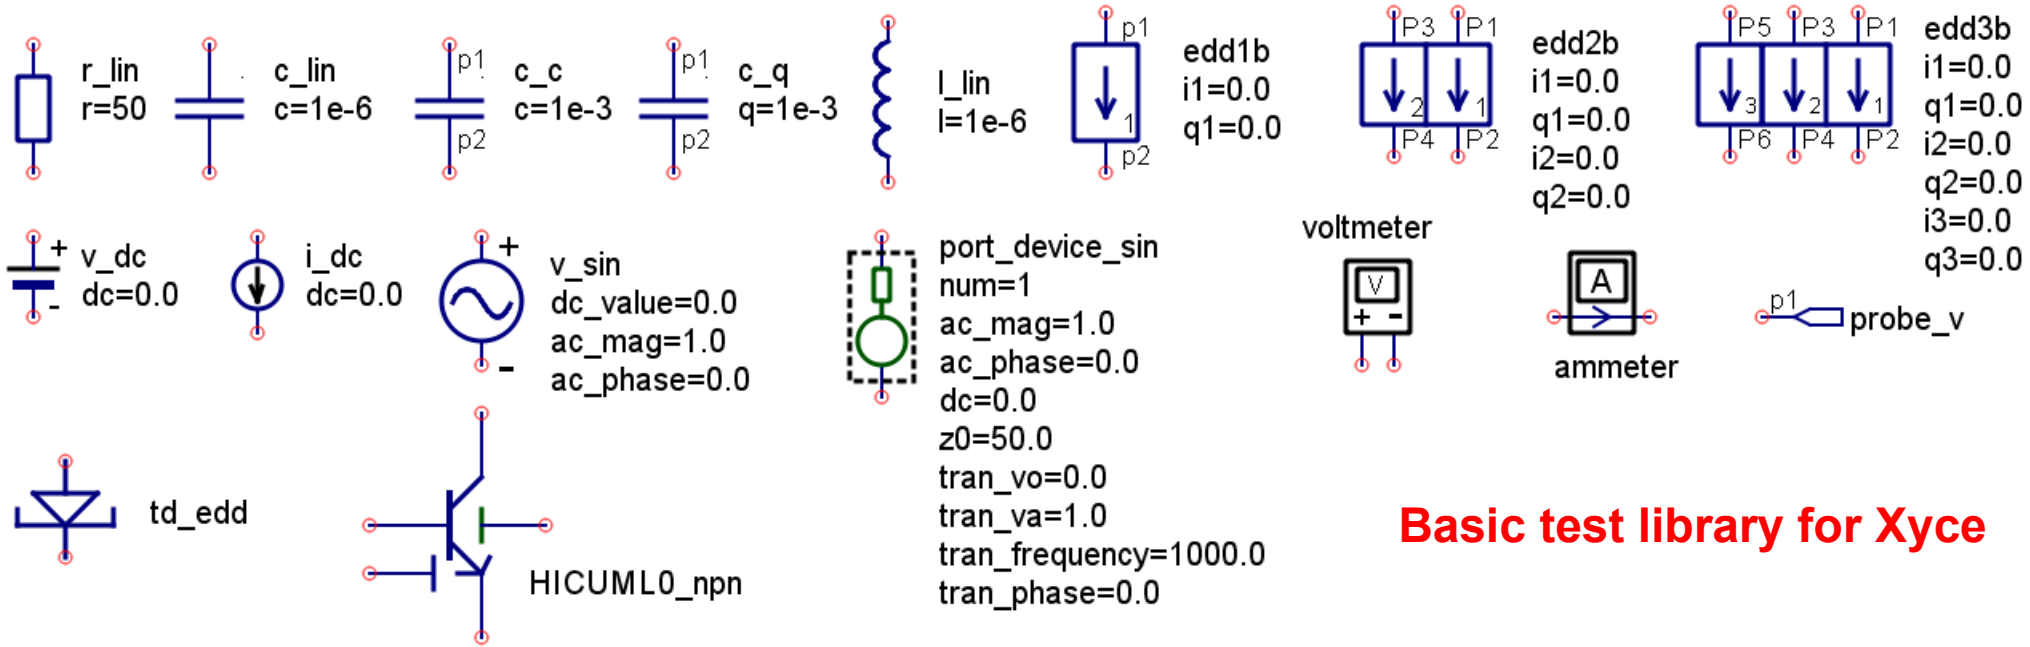 r_lin
r=50
c_lin
c=1e-6
p1
p2
c_c
c=1e-3
p1
p2
c_q
q=1e-3
l_lin
l=1e-6
p1
1
p2
edd1b
i1=0.0
q1=0.0
P3 P1
2 1
P4 P2
edd2b
i1=0.0
q1=0.0
i2=0.0
q2=0.0
P5 P3 P1
3 2 1
P6 P4 P2
edd3b
i1=0.0
q1=0.0
i2=0.0
q2=0.0
i3=0.0
q3=0.0
+
-
v_dc
dc=0.0
i_dc
dc=0.0
+
-
v_sin
dc_value=0.0
ac_mag=1.0
ac_phase=0.0
port_device_sin
num=1
ac_mag=1.0
ac_phase=0.0
dc=0.0
z0=50.0
tran_vo=0.0
tran_va=1.0
tran_frequency=1000.0
tran_phase=0.0
voltmeter
V
+ -
A
ammeter
p1
probe_v
td_edd
HICUML0_npn
Basic test library for Xyce